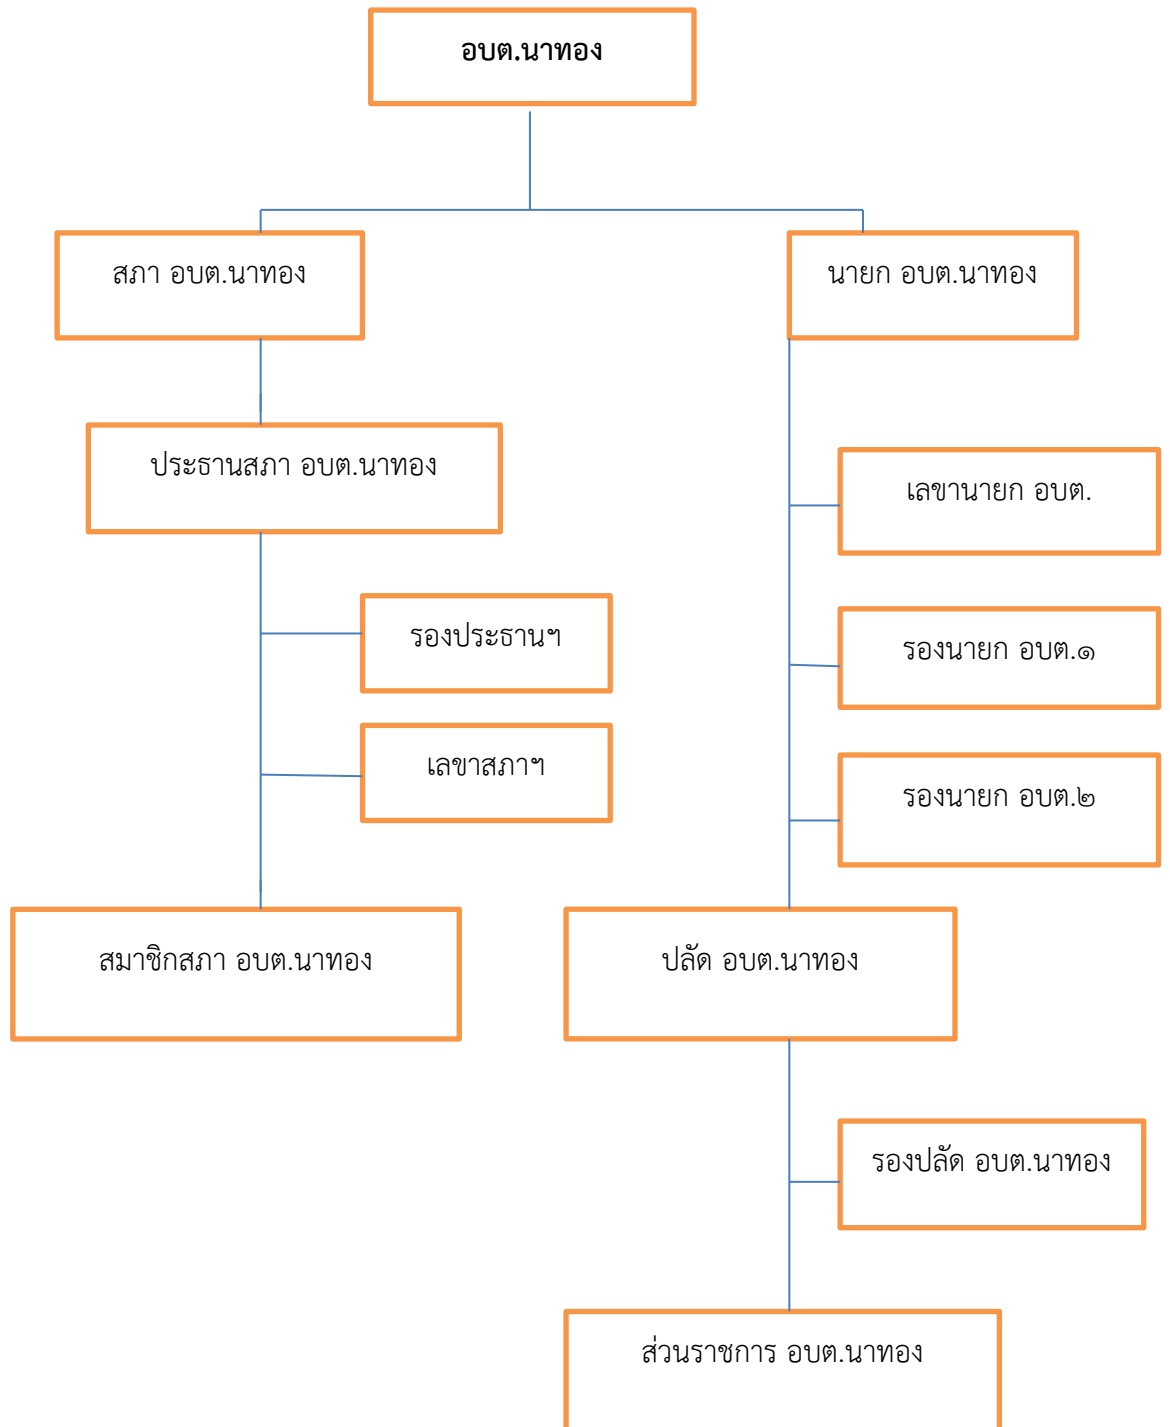 อบต.นาทอง
สภา อบต.นาทอง
นายก อบต.นาทอง
ประธานสภา อบต.นาทอง
เลขานายก อบต.
รองประธานฯ
รองนายก อบต.๑
เลขาสภาฯ
รองนายก อบต.๒
สมาชิกสภา อบต.นาทอง
ปลัด อบต.นาทอง
รองปลัด อบต.นาทอง
ส่วนราชการ อบต.นาทอง